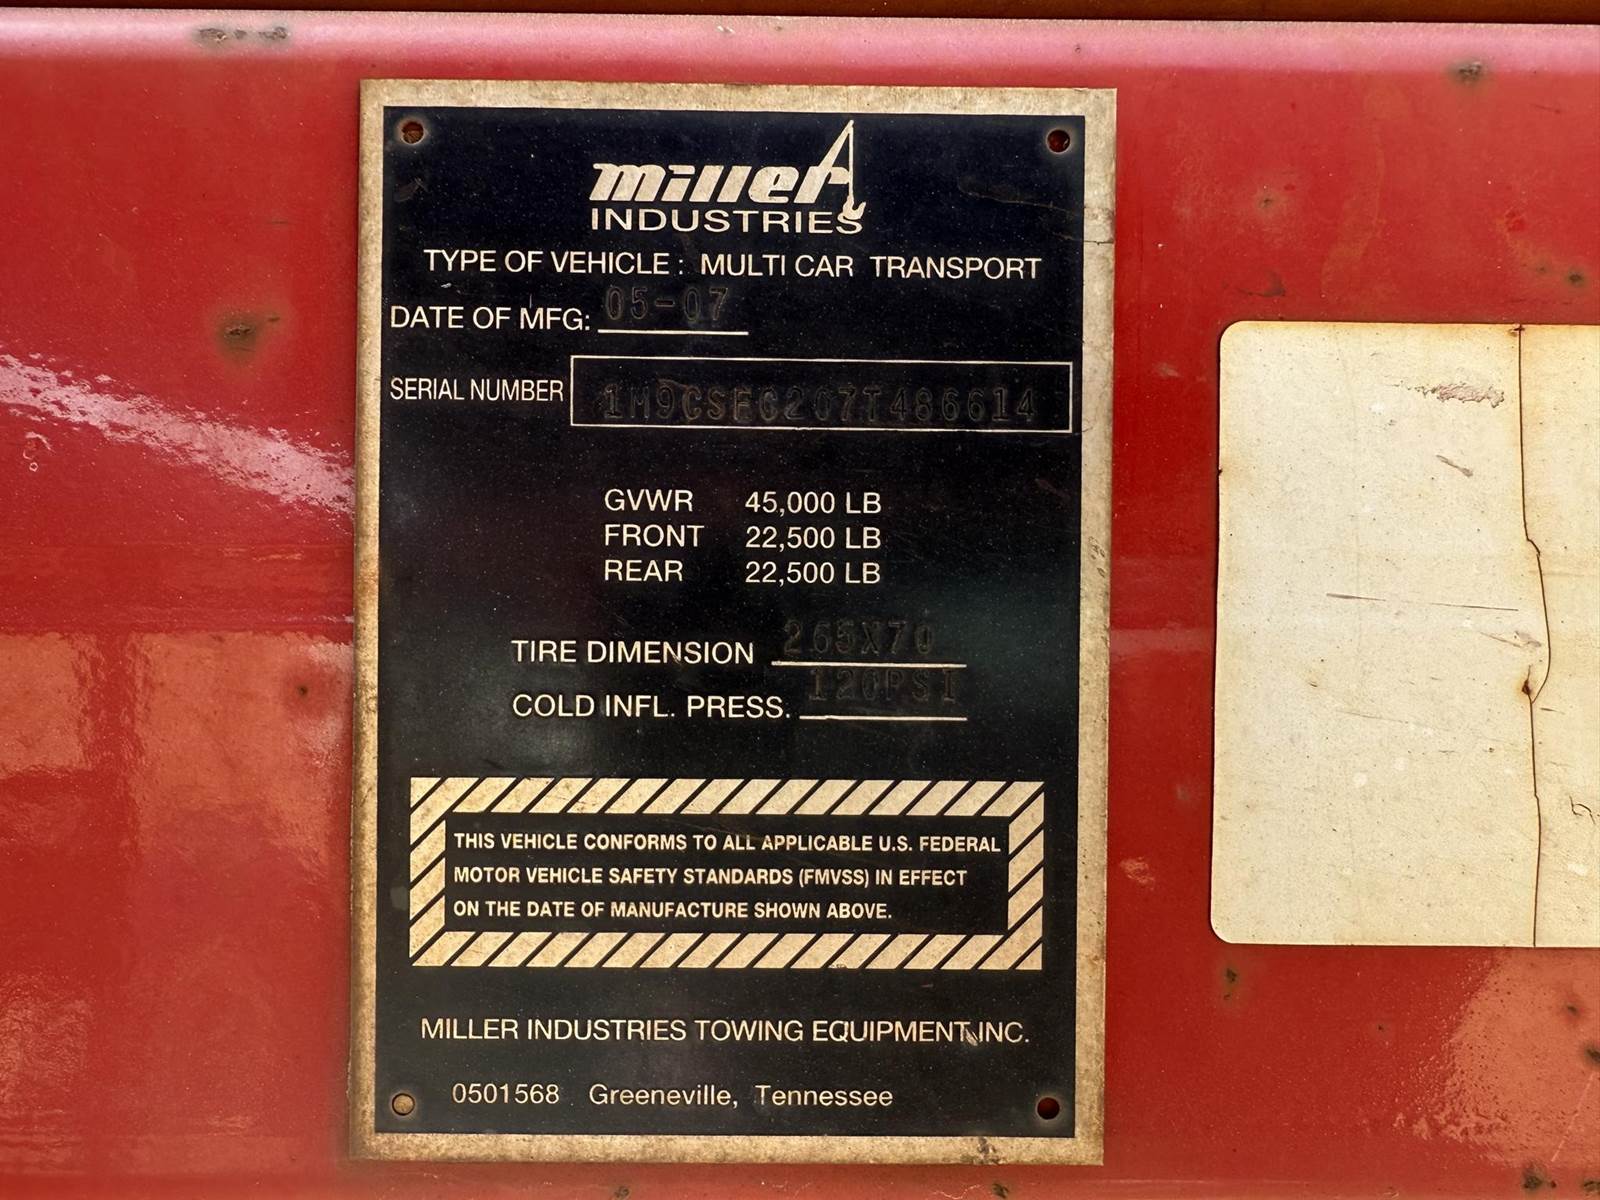 miller
INDUSTRIES
TYPE OF VEHICLE: MULTI CAR TRANSPORT
DATE OF MFG: 05-07
SERIAL NUMBER 1M9CSEC207T486614
GVWR 45,000 LB
FRONT 22,500 LB
REAR 22,500 LB
TIRE DIMENSION 265X70
COLD INFL. PRESS. 120PSI
THIS VEHICLE CONFORMS TO ALL APPLICABLE U.S. FEDERAL
MOTOR VEHICLE SAFETY STANDARDS (FMVSS) IN EFFECT
ON THE DATE OF MANUFACTURE SHOWN ABOVE.
MILLER INDUSTRIES TOWING EQUIPMENT INC.
0501568 Greeneville, Tennessee